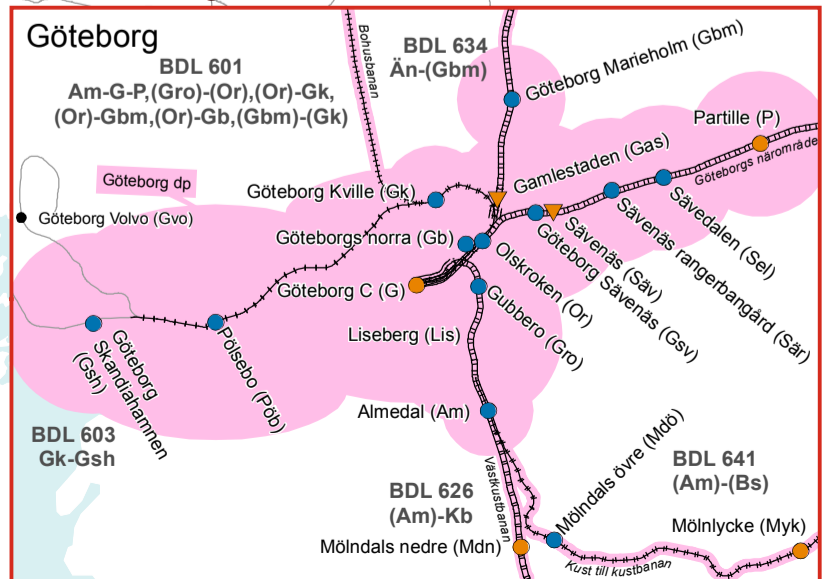 Göteborg
BDL 601
Am-G-P,(Gro)-(Or),(Or)-Gk,
(Or)-Gbm,(Or)-Gb,(Gbm)-(Gk)
Bohusbanan
BDL 634
Än-(Gbm)
Göteborg Marieholm (Gbm)
Partille (P)
Göteborgs närområde
Göteborg dp
Gamlestaden (Gas)
Göteborg Kville (Gk)
Göteborg Volvo (Gvo)
Göteborgs norra (Gb)
Sävedalen (Sel)
Sävenäs rangerbangård (Sär)
Sävenäs (Säv)
Göteborg Sävenäs (Gsv)
Olskroken (Or)
Göteborg C (G)
Gubbero (Gro)
Liseberg (Lis)
Göteborg
Skandiahamnen
(Gsh)
Pölsebo (Pöb)
Almedal (Am)
BDL 603
Gk-Gsh
Västkustbanan
BDL 626
(Am)-Kb
Mölndals övre (Mdö)
BDL 641
(Am)-(Bs)
Mölndals nedre (Mdn)
Mölnlycke (Myk)
Kust till kustbanan